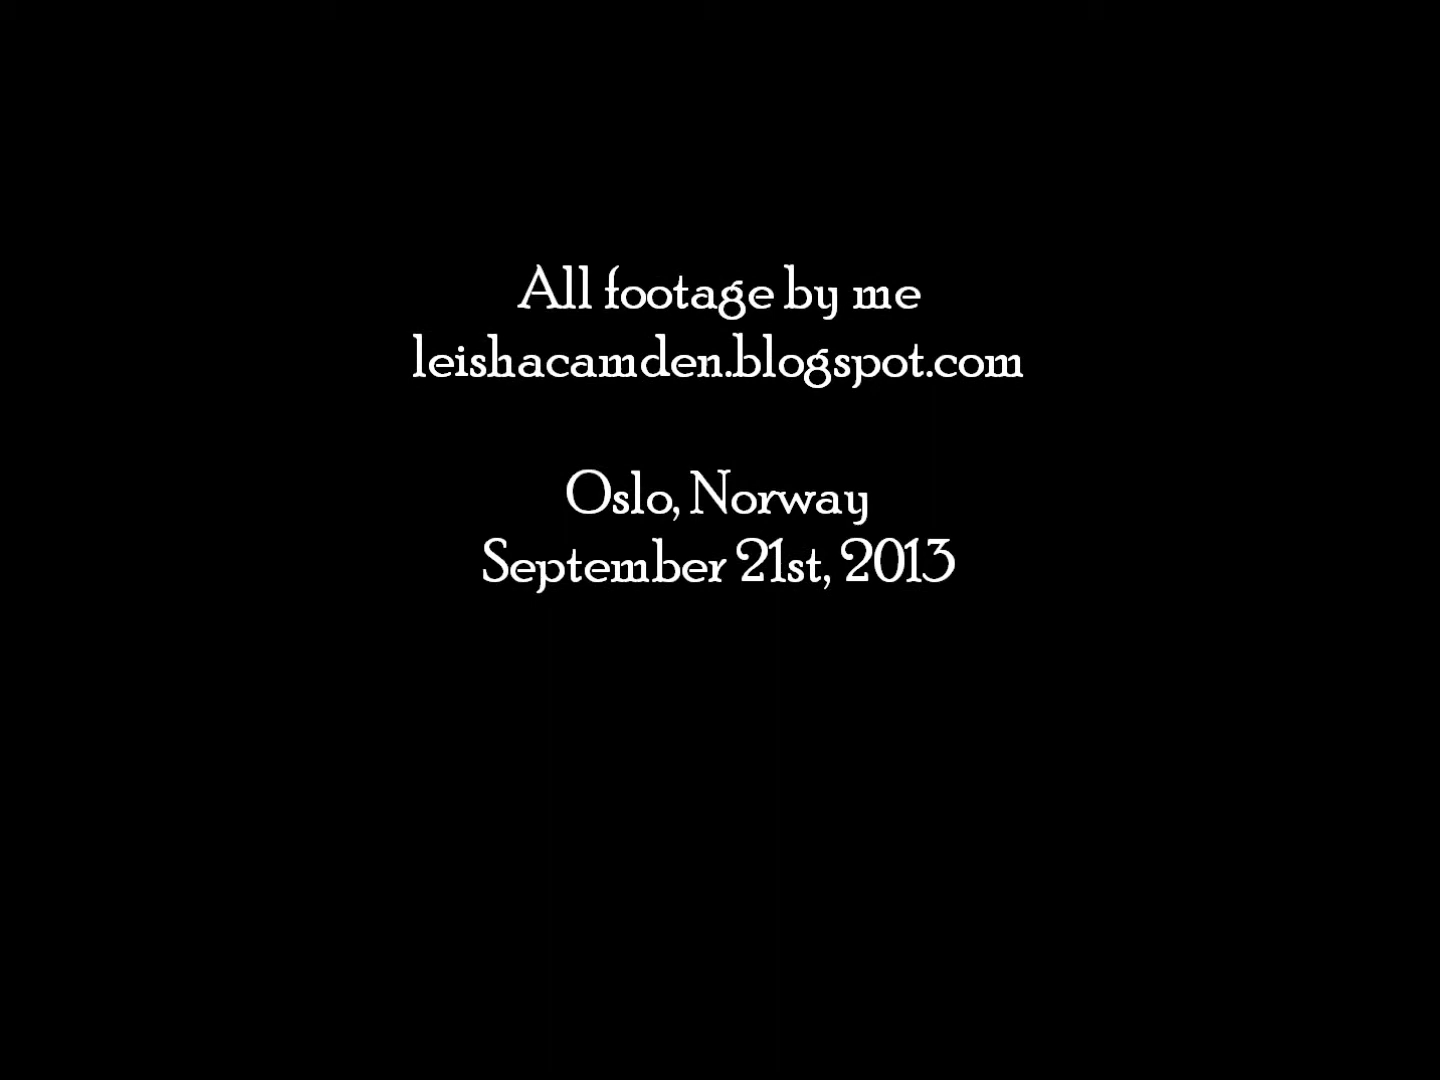 All footage by me
leishacamden.blogspot.com
Oslo, Norway
September 21st, 2013